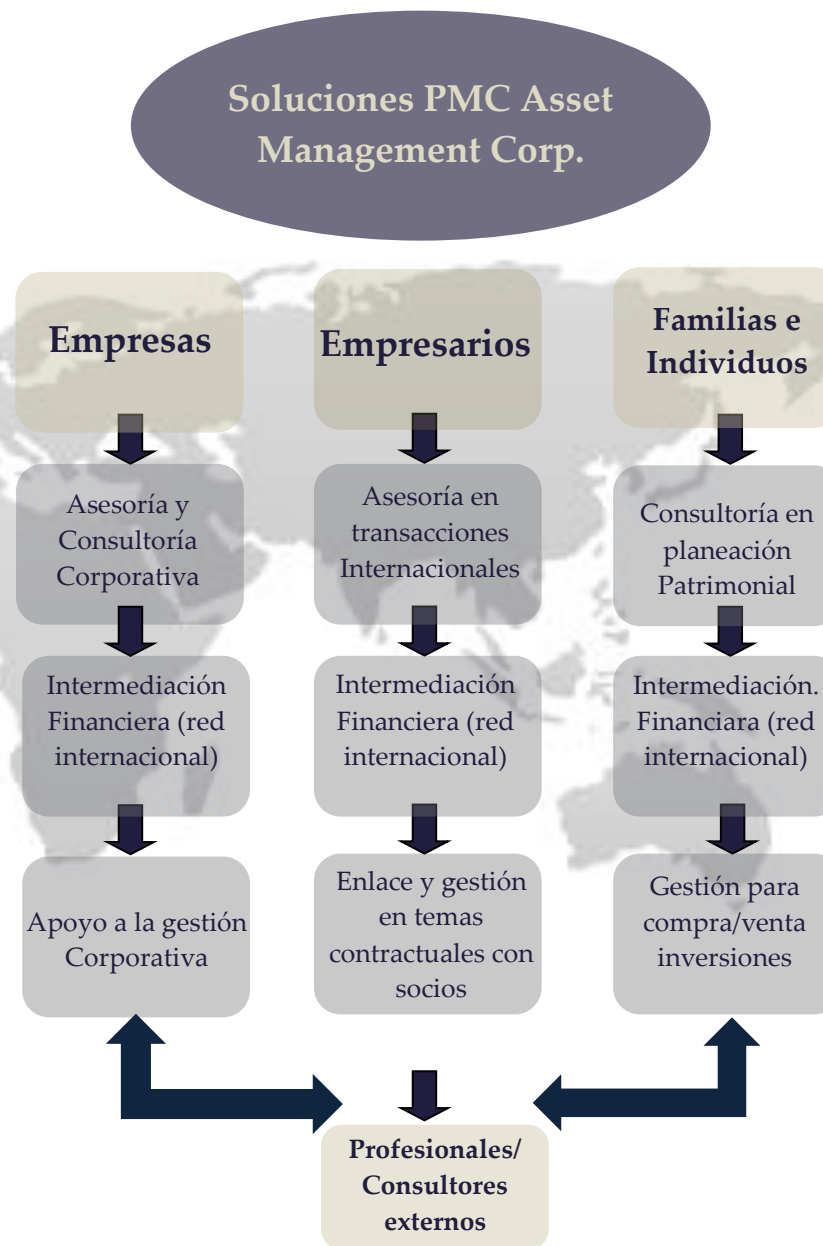 Soluciones PMC Asset
Management Corp.
Empresas
Asesoría y
Consultoría
Corporativa
Intermediación
Financiera (red
internacional)
Apoyo a la gestión
Corporativa
Empresarios
Asesoría en
transacciones
Internacionales
Intermediación
Financiera (red
internacional)
Enlace y gestión
en temas
contractuales con
socios
Familias e
Individuos
Consultoría en
planeación
Patrimonial
Intermediación.
Financiara (red
internacional)
Gestión para
compra/venta
inversiones
Profesionales/
Consultores
externos